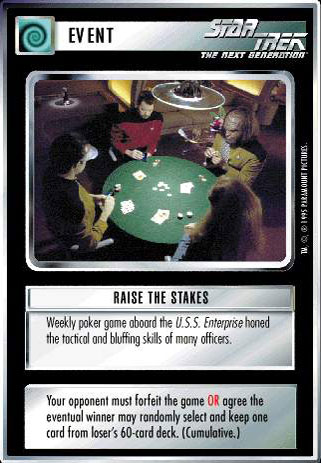 EVENT
STAR TREK
THE NEXT GENERATION
TM, ©, ® 1995 PARAMOUNT PICTURES.
RAISE THE STAKES
Weekly poker game aboard the U.S.S. Enterprise honed
the tactical and bluffing skills of many officers.
Your opponent must forfeit the game OR agree the
eventual winner may randomly select and keep one
card from loser's 60-card deck. (Cumulative.)